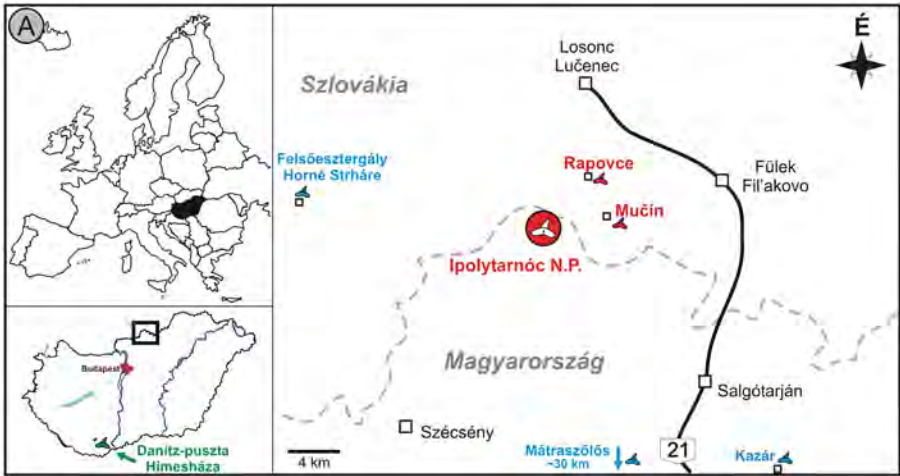 A
Budapest
Danitz-puszta
Himesháza
É
Losonc
Lučenec
Szlovákia
Felsőesztergály
Horné Strháre
Rapovce
Fülek
Fil'akovo
Mučín
Ipolytarnóc N.P.
Magyarország
Salgótarján
Szécsény
4 km
Mátraszőlős
~30 km
21
Kazár